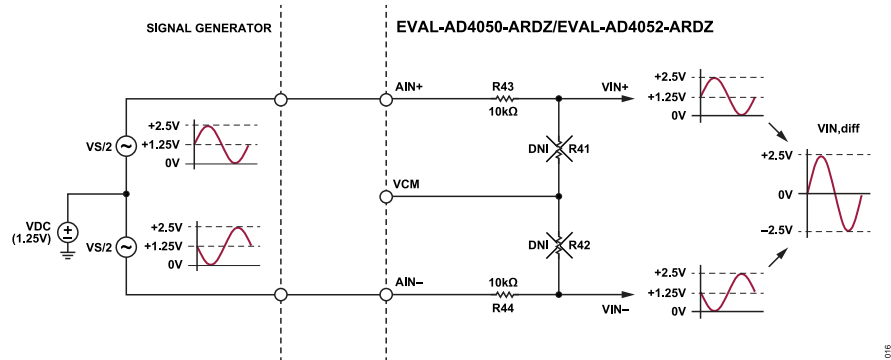 SIGNAL GENERATOR
EVAL-AD4050-ARDZ/EVAL-AD4052-ARDZ
AIN+
R43
10kΩ
VIN+
+2.5V
+1.25V
0V
VS/2
+2.5V
+1.25V
0V
DNI
R41
VIN,diff
+2.5V
0V
–2.5V
VCM
VDC
(1.25V)
VS/2
+2.5V
+1.25V
0V
DNI
R42
AIN–
10kΩ
R44
VIN–
+2.5V
+1.25V
0V
016